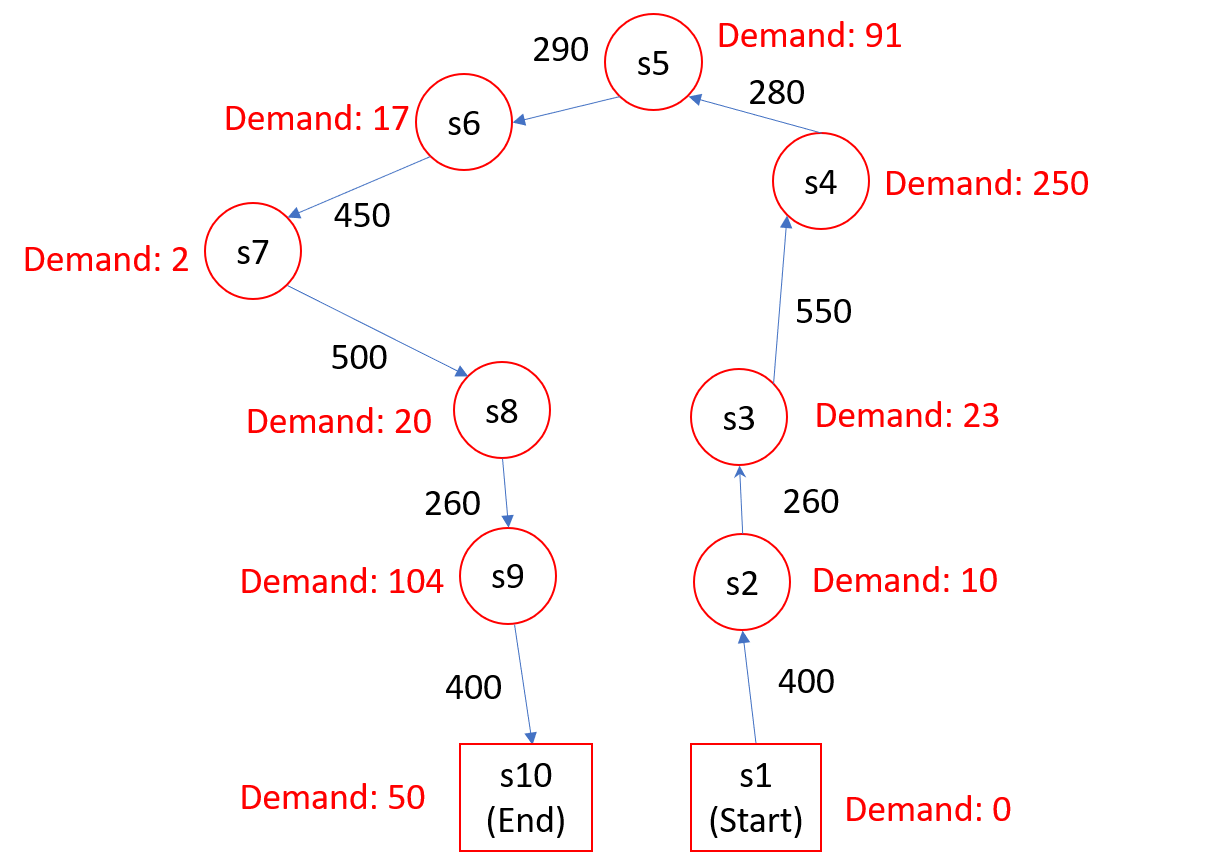 Demand: 91
290
s5
280
Demand: 17
s6
s4
Demand: 250
450
s7
Demand: 2
550
500
s8
s3
Demand: 23
Demand: 20
260
260
s9
s2
Demand: 104
Demand: 10
400
400
s10
(End)
s1
(Start)
Demand: 50
Demand: 0